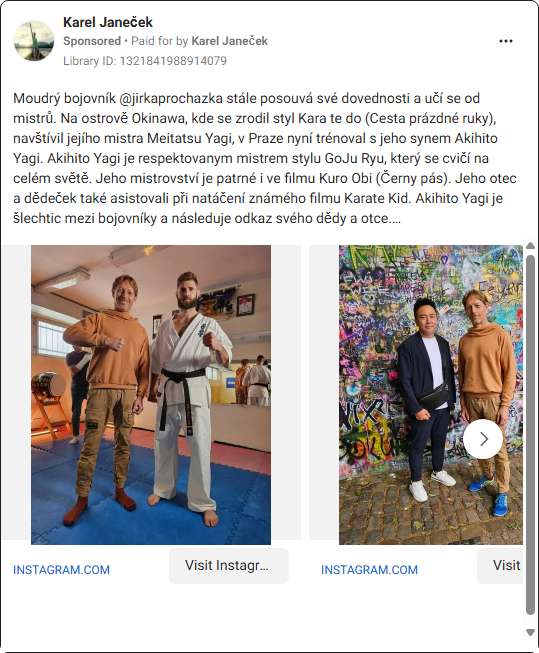 Karel Janeček
Sponsored • Paid for by Karel Janeček
Library ID: 1321841988914079
Moudrý bojovník @jirkaprochazka stále posouvá své dovednosti a učí se od
mistrů. Na ostrově Okinawa, kde se zrodil styl Kara te do (Cesta prázdné ruky),
navštívil jejího mistra Meitatsu Yagi, v Praze nyní trénoval s jeho synem Akihito
Yagi. Akihito Yagi je respektovaným mistrem stylu GoJu Ryu, který se cvičí na
celém světě. Jeho mistrovství je patrné i ve filmu Kuro Obi (Černy pás). Jeho otec
a dědeček také asistovali při natáčení známého filmu Karate Kid. Akihito Yagi je
šlechtic mezi bojovníky a následuje odkaz svého dědy a otce....
INSTAGRAM.COM
Visit Instagr...
INSTAGRAM.COM
Visit